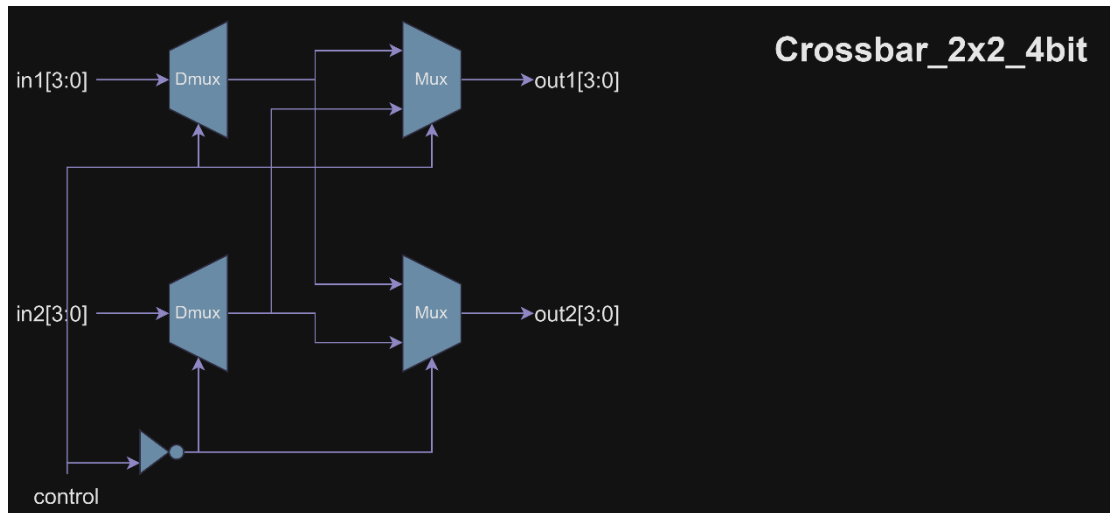 Crossbar_2x2_4bit
in1[3:0]
Dmux
Mux
out1[3:0]
in2[3:0]
Dmux
Mux
out2[3:0]
control